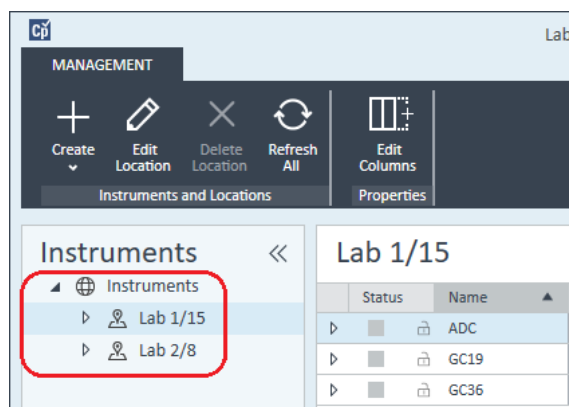 Cp
Lab
MANAGEMENT
Create Edit Location Delete Location Refresh All Edit Columns
Instruments and Locations Properties
Instruments
Lab 1/15
Instruments
Lab 1/15
Lab 2/8
Status Name
ADC
GC19
GC36